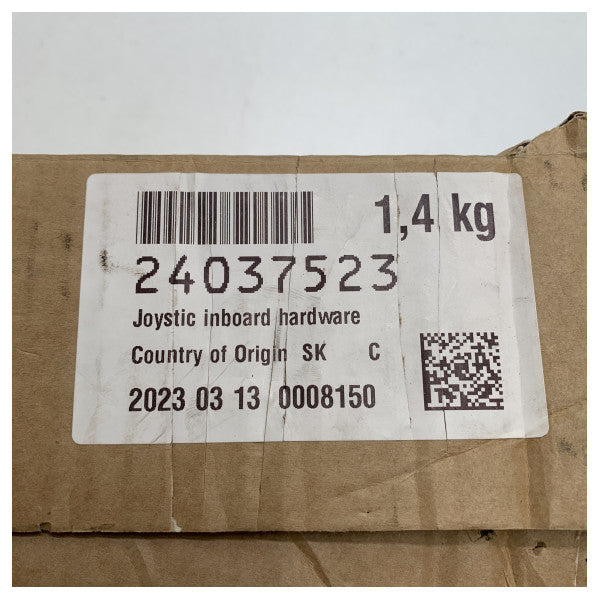 1,4 kg
24037523
Joystic inboard hardware
Country of Origin SK C
2023 03 13 0008150